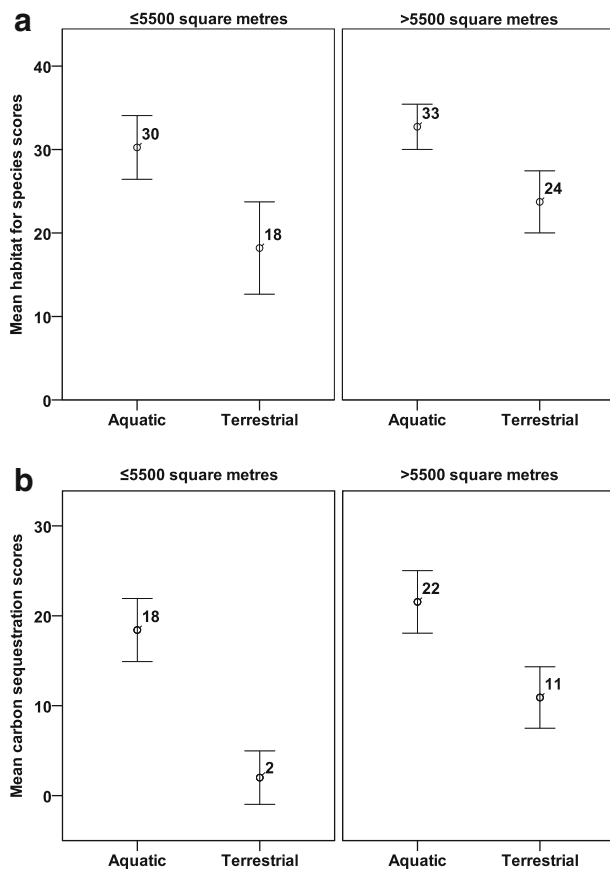 a
≤5500 square metres
>5500 square metres
Mean habitat for species scores
40
30
20
10
0
30
18
33
24
Aquatic
Terrestrial
Aquatic
Terrestrial
b
≤5500 square metres
>5500 square metres
Mean carbon sequestration scores
30
20
10
0
18
2
22
11
Aquatic
Terrestrial
Aquatic
Terrestrial